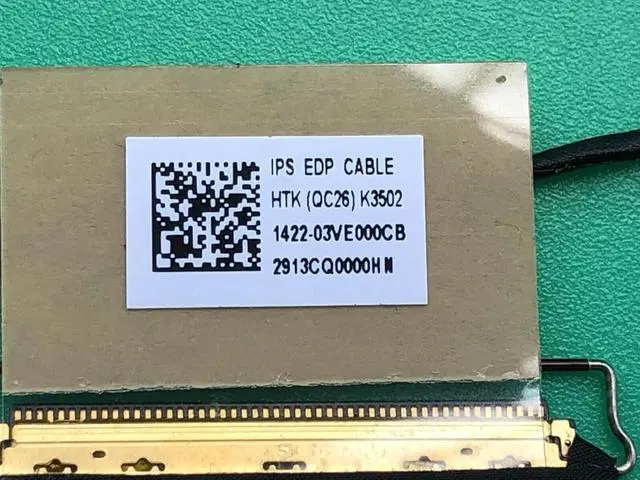 IPS EDP CABLE
HTK (QC26) K3502
1422-03VE000CB
2913CQ0000HN